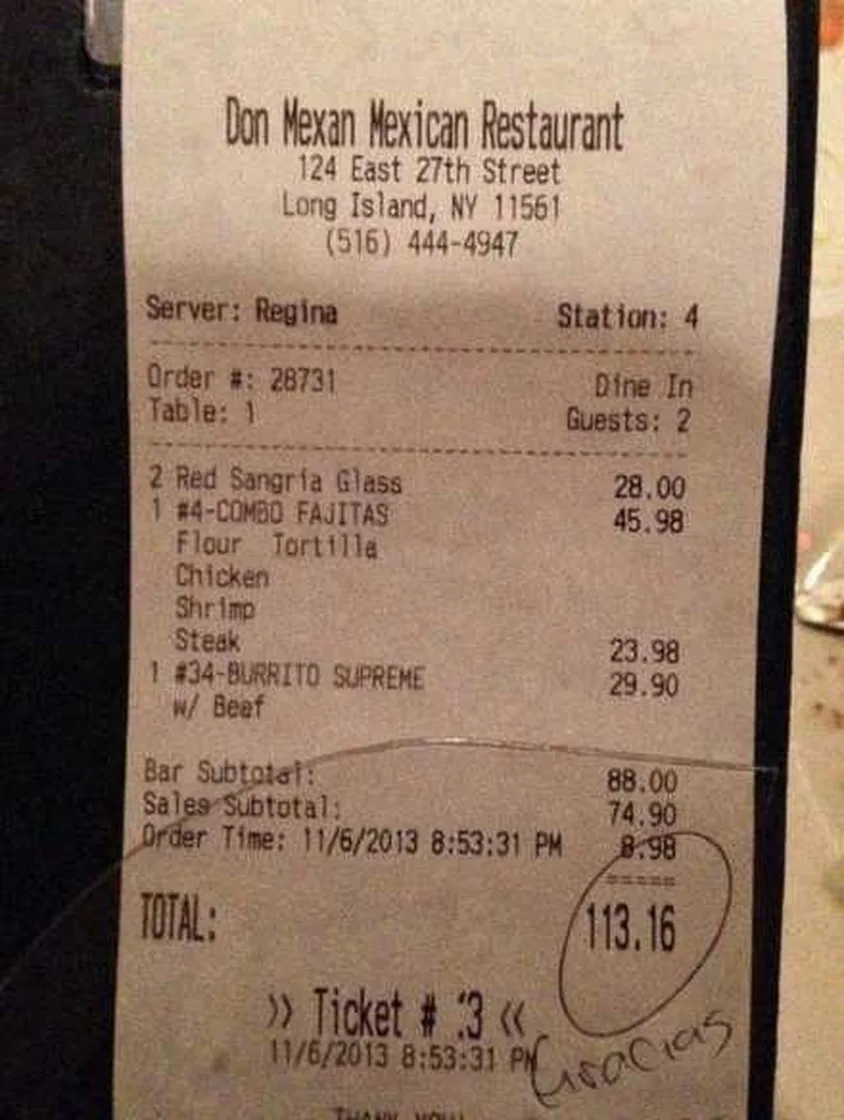 Don Mexan Mexican Restaurant
124 East 27th Street
Long Island, NY 11561
(516) 444-4947
Server: Regina Station: 4
Order #: 28731 Dine In
Table: 1 Guests: 2
2 Red Sangria Glass 28.00
1 #4-COMBO FAJITAS 45.98
Flour Tortilla
Chicken
Shrimp
Steak 23.98
1 #34-BURRITO SUPREME 29.90
w/ Beef
Bar Subtotal: 88.00
Sales Subtotal: 74.90
Order Time: 11/6/2013 8:53:31 PM 8.98
=====
TOTAL: 113.16
>> Ticket # 3 <<
11/6/2013 8:53:31 PM
Gracias
THANK YOU!